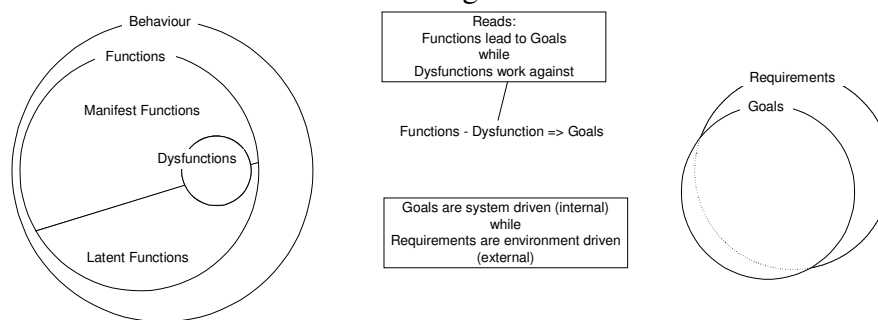 Behaviour
Functions
Manifest Functions
Dysfunctions
Latent Functions
Reads:
Functions lead to Goals
while
Dysfunctions work against
Functions - Dysfunction => Goals
Goals are system driven (internal)
while
Requirements are environment driven
(external)
Requirements
Goals